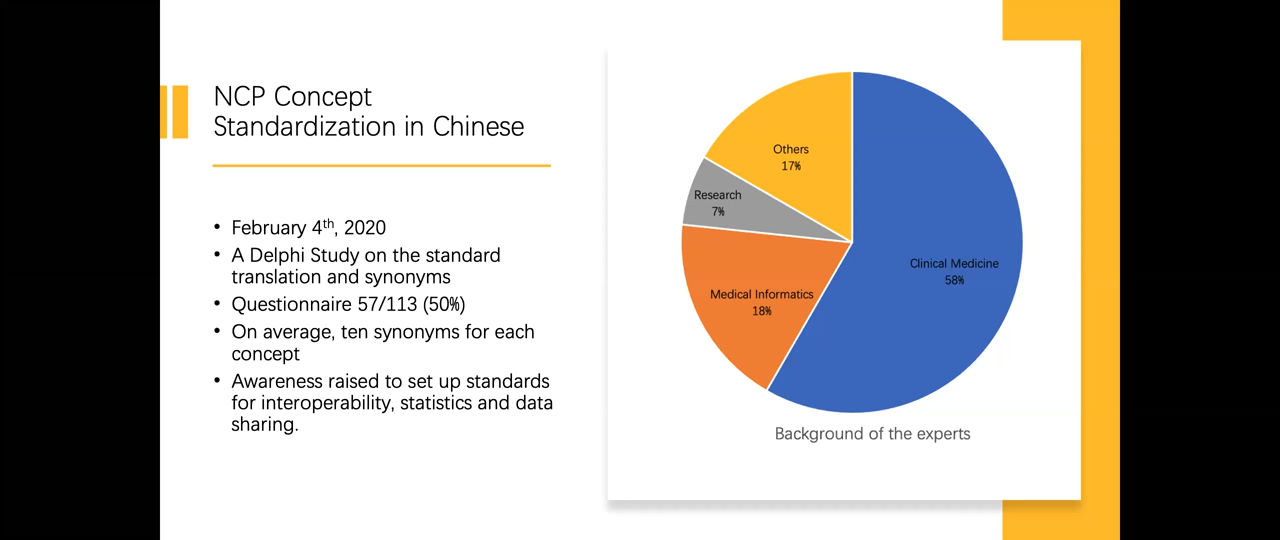 NCP Concept
Standardization in Chinese
• February 4th, 2020
• A Delphi Study on the standard
translation and synonyms
• Questionnaire 57/113 (50%)
• On average, ten synonyms for each
concept
• Awareness raised to set up standards
for interoperability, statistics and data
sharing.
Others
17%
Research
7%
Clinical Medicine
58%
Medical Informatics
18%
Background of the experts